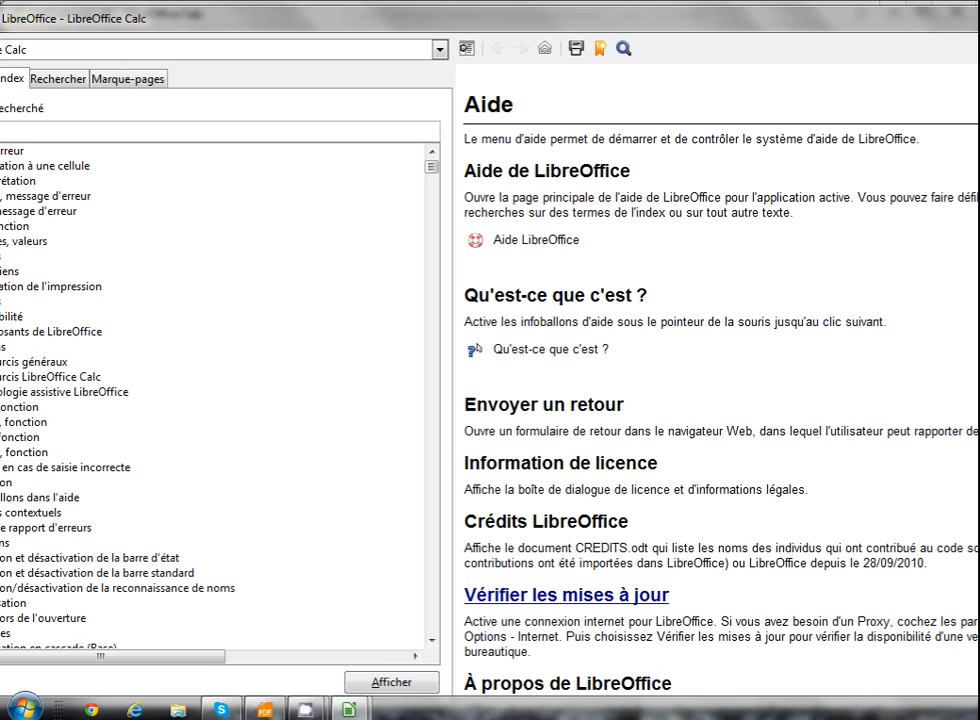 LibreOffice - LibreOffice Calc
Calc
Index
Rechercher
Marque-pages
recherché
rreur
ation à une cellule
rétation
, message d'erreur
nessage d'erreur
nction
es, valeurs
iens
ation de l'impression
bilité
osants de LibreOffice
urcis généraux
urcis LibreOffice Calc
ologie assistive LibreOffice
onction
, fonction
fonction
, fonction
en cas de saisie incorrecte
on
llons dans l'aide
s contextuels
e rapport d'erreurs
ns
on et désactivation de la barre d'état
on et désactivation de la barre standard
on/désactivation de la reconnaissance de noms
sation
ors de l'ouverture
es
Afficher
Aide
Le menu d'aide permet de démarrer et de contrôler le système d'aide de LibreOffice.
Aide de LibreOffice
Ouvre la page principale de l'aide de LibreOffice pour l'application active. Vous pouvez faire défil
recherches sur des termes de l'index ou sur tout autre texte.
Aide LibreOffice
Qu'est-ce que c'est ?
Active les infoballons d'aide sous le pointeur de la souris jusqu'au clic suivant.
Qu'est-ce que c'est ?
Envoyer un retour
Ouvre un formulaire de retour dans le navigateur Web, dans lequel l'utilisateur peut rapporter de
Information de licence
Affiche la boîte de dialogue de licence et d'informations légales.
Crédits LibreOffice
Affiche le document CREDITS.odt qui liste les noms des individus qui ont contribué au code so
contributions ont été importées dans LibreOffice) ou LibreOffice depuis le 28/09/2010.
Vérifier les mises à jour
Active une connexion internet pour LibreOffice. Si vous avez besoin d'un Proxy, cochez les par
Options - Internet. Puis choisissez Vérifier les mises à jour pour vérifier la disponibilité d'une ve
bureautique.
À propos de LibreOffice